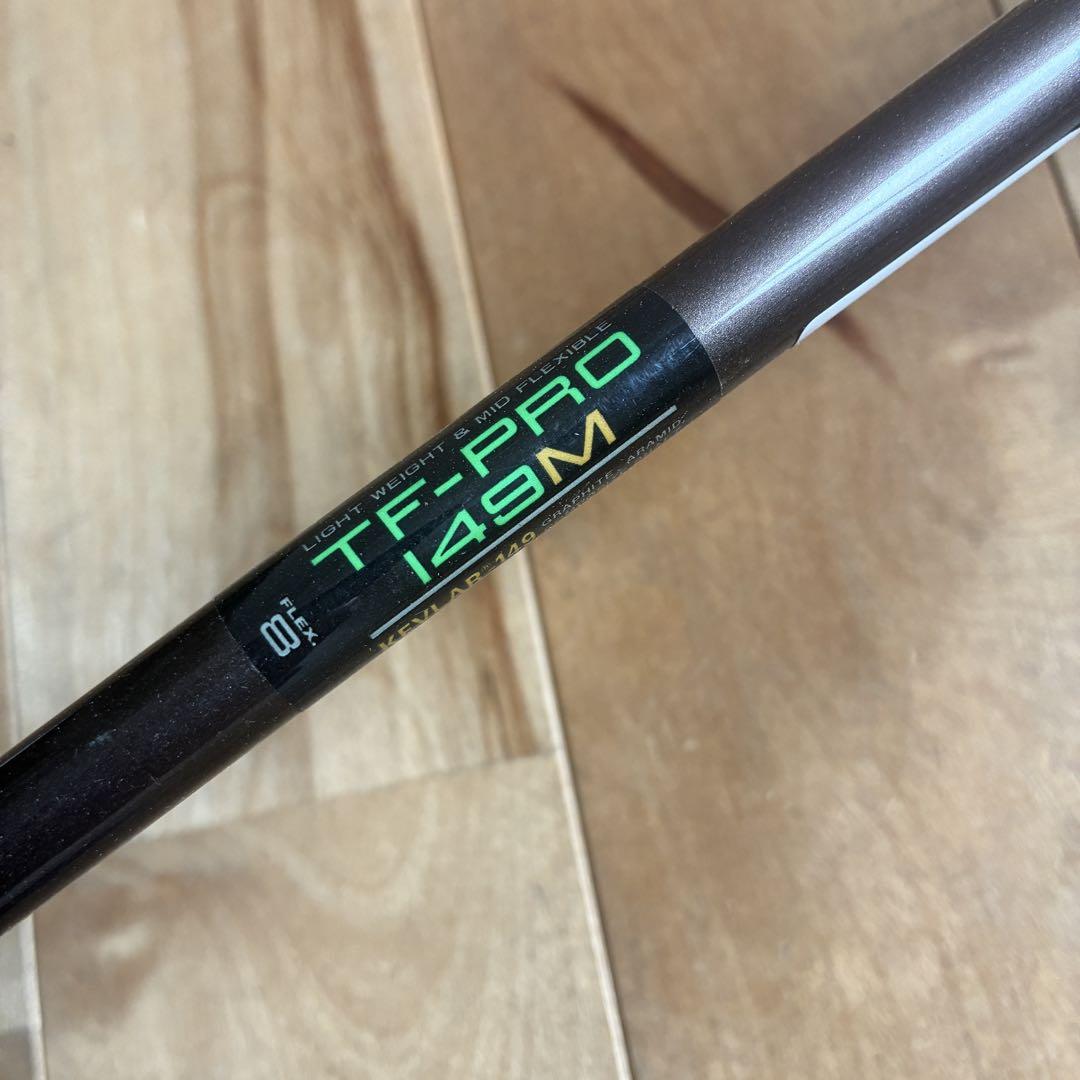 LIGHT WEIGHT & MID FLEXIBLE
TF-PRO
149M
KEVLAR® 149
GRAPHITE, ARAMID,
8 FLEX.